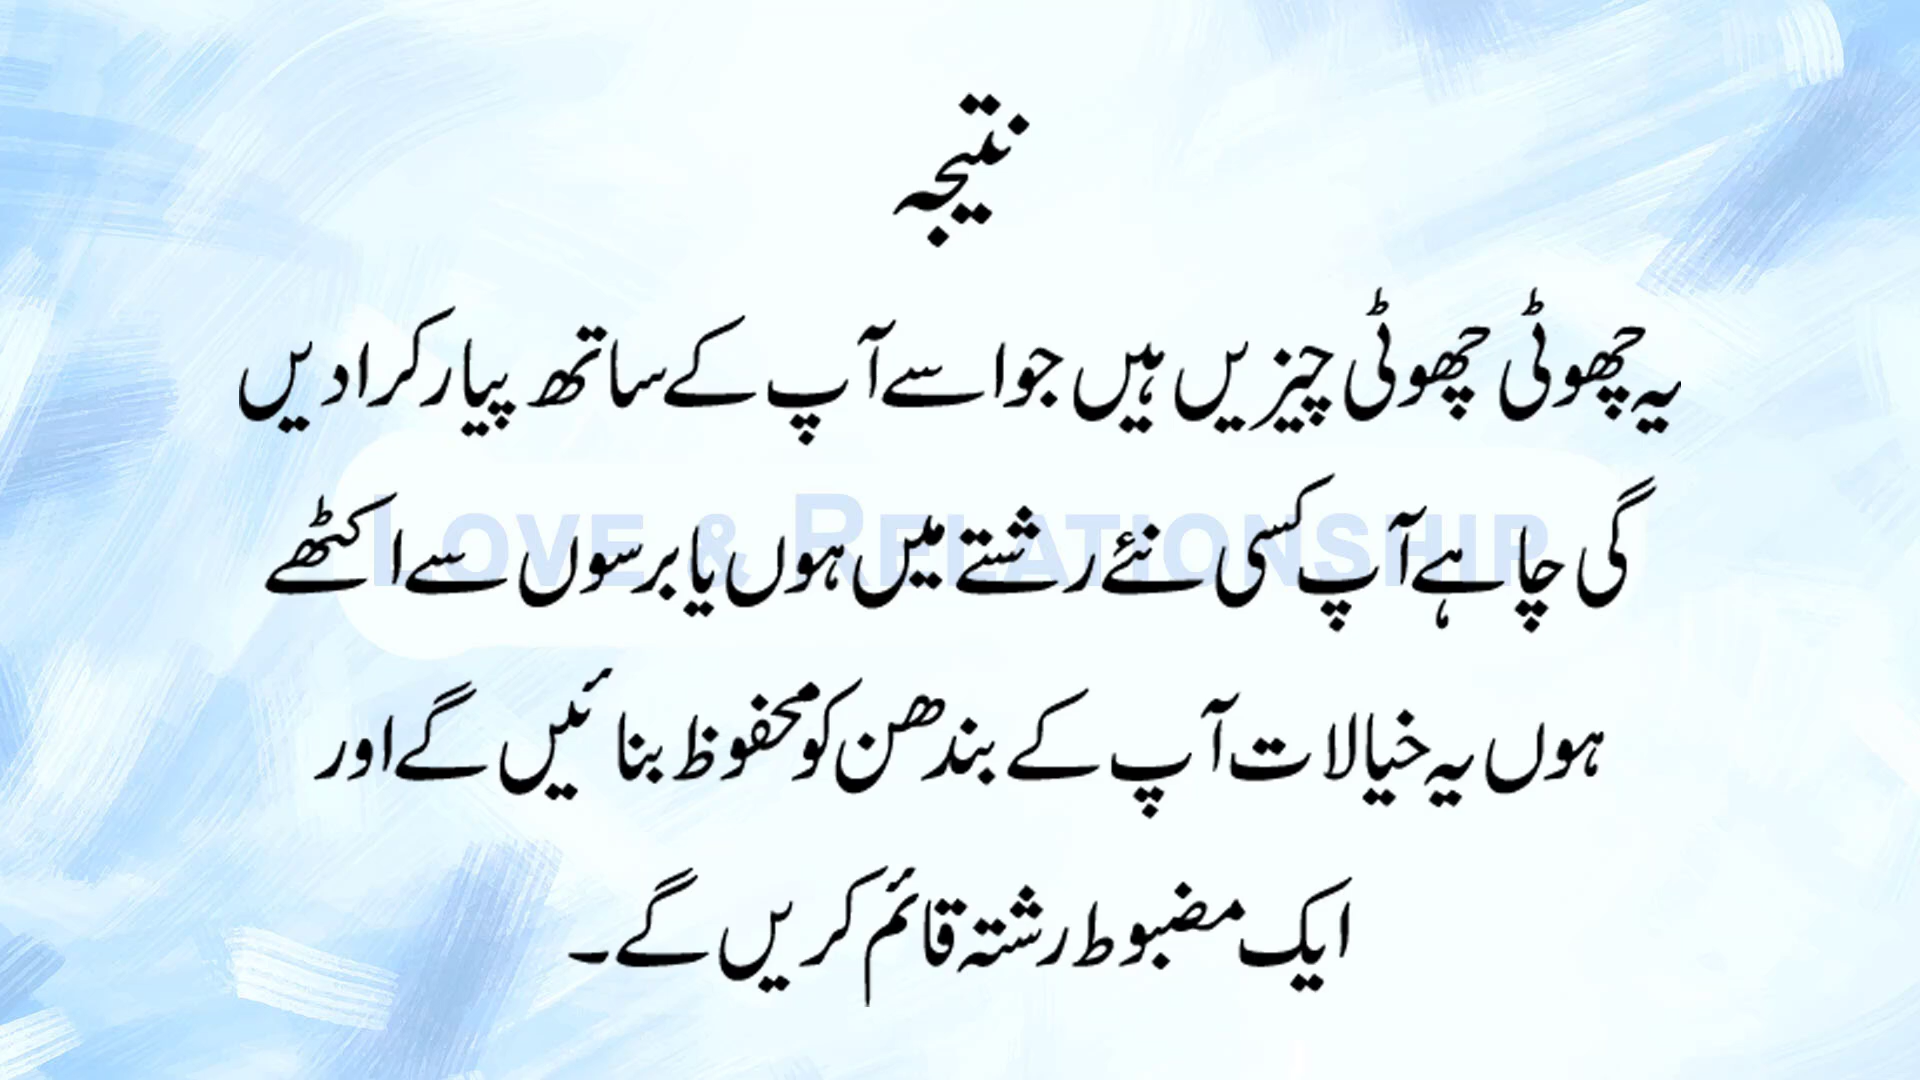 نتیجہ
یہ چھوٹی چھوٹی چیزیں ہیں جو اسے آپ کے ساتھ پیار کرا دیں
گی چاہے آپ کسی نئے رشتے میں ہوں یا برسوں سے اکٹھے
LOVE & RELATIONSHIP
ہوں یہ خیالات آپ کے بندھن کو محفوظ بنائیں گے اور
ایک مضبوط رشتہ قائم کریں گے۔